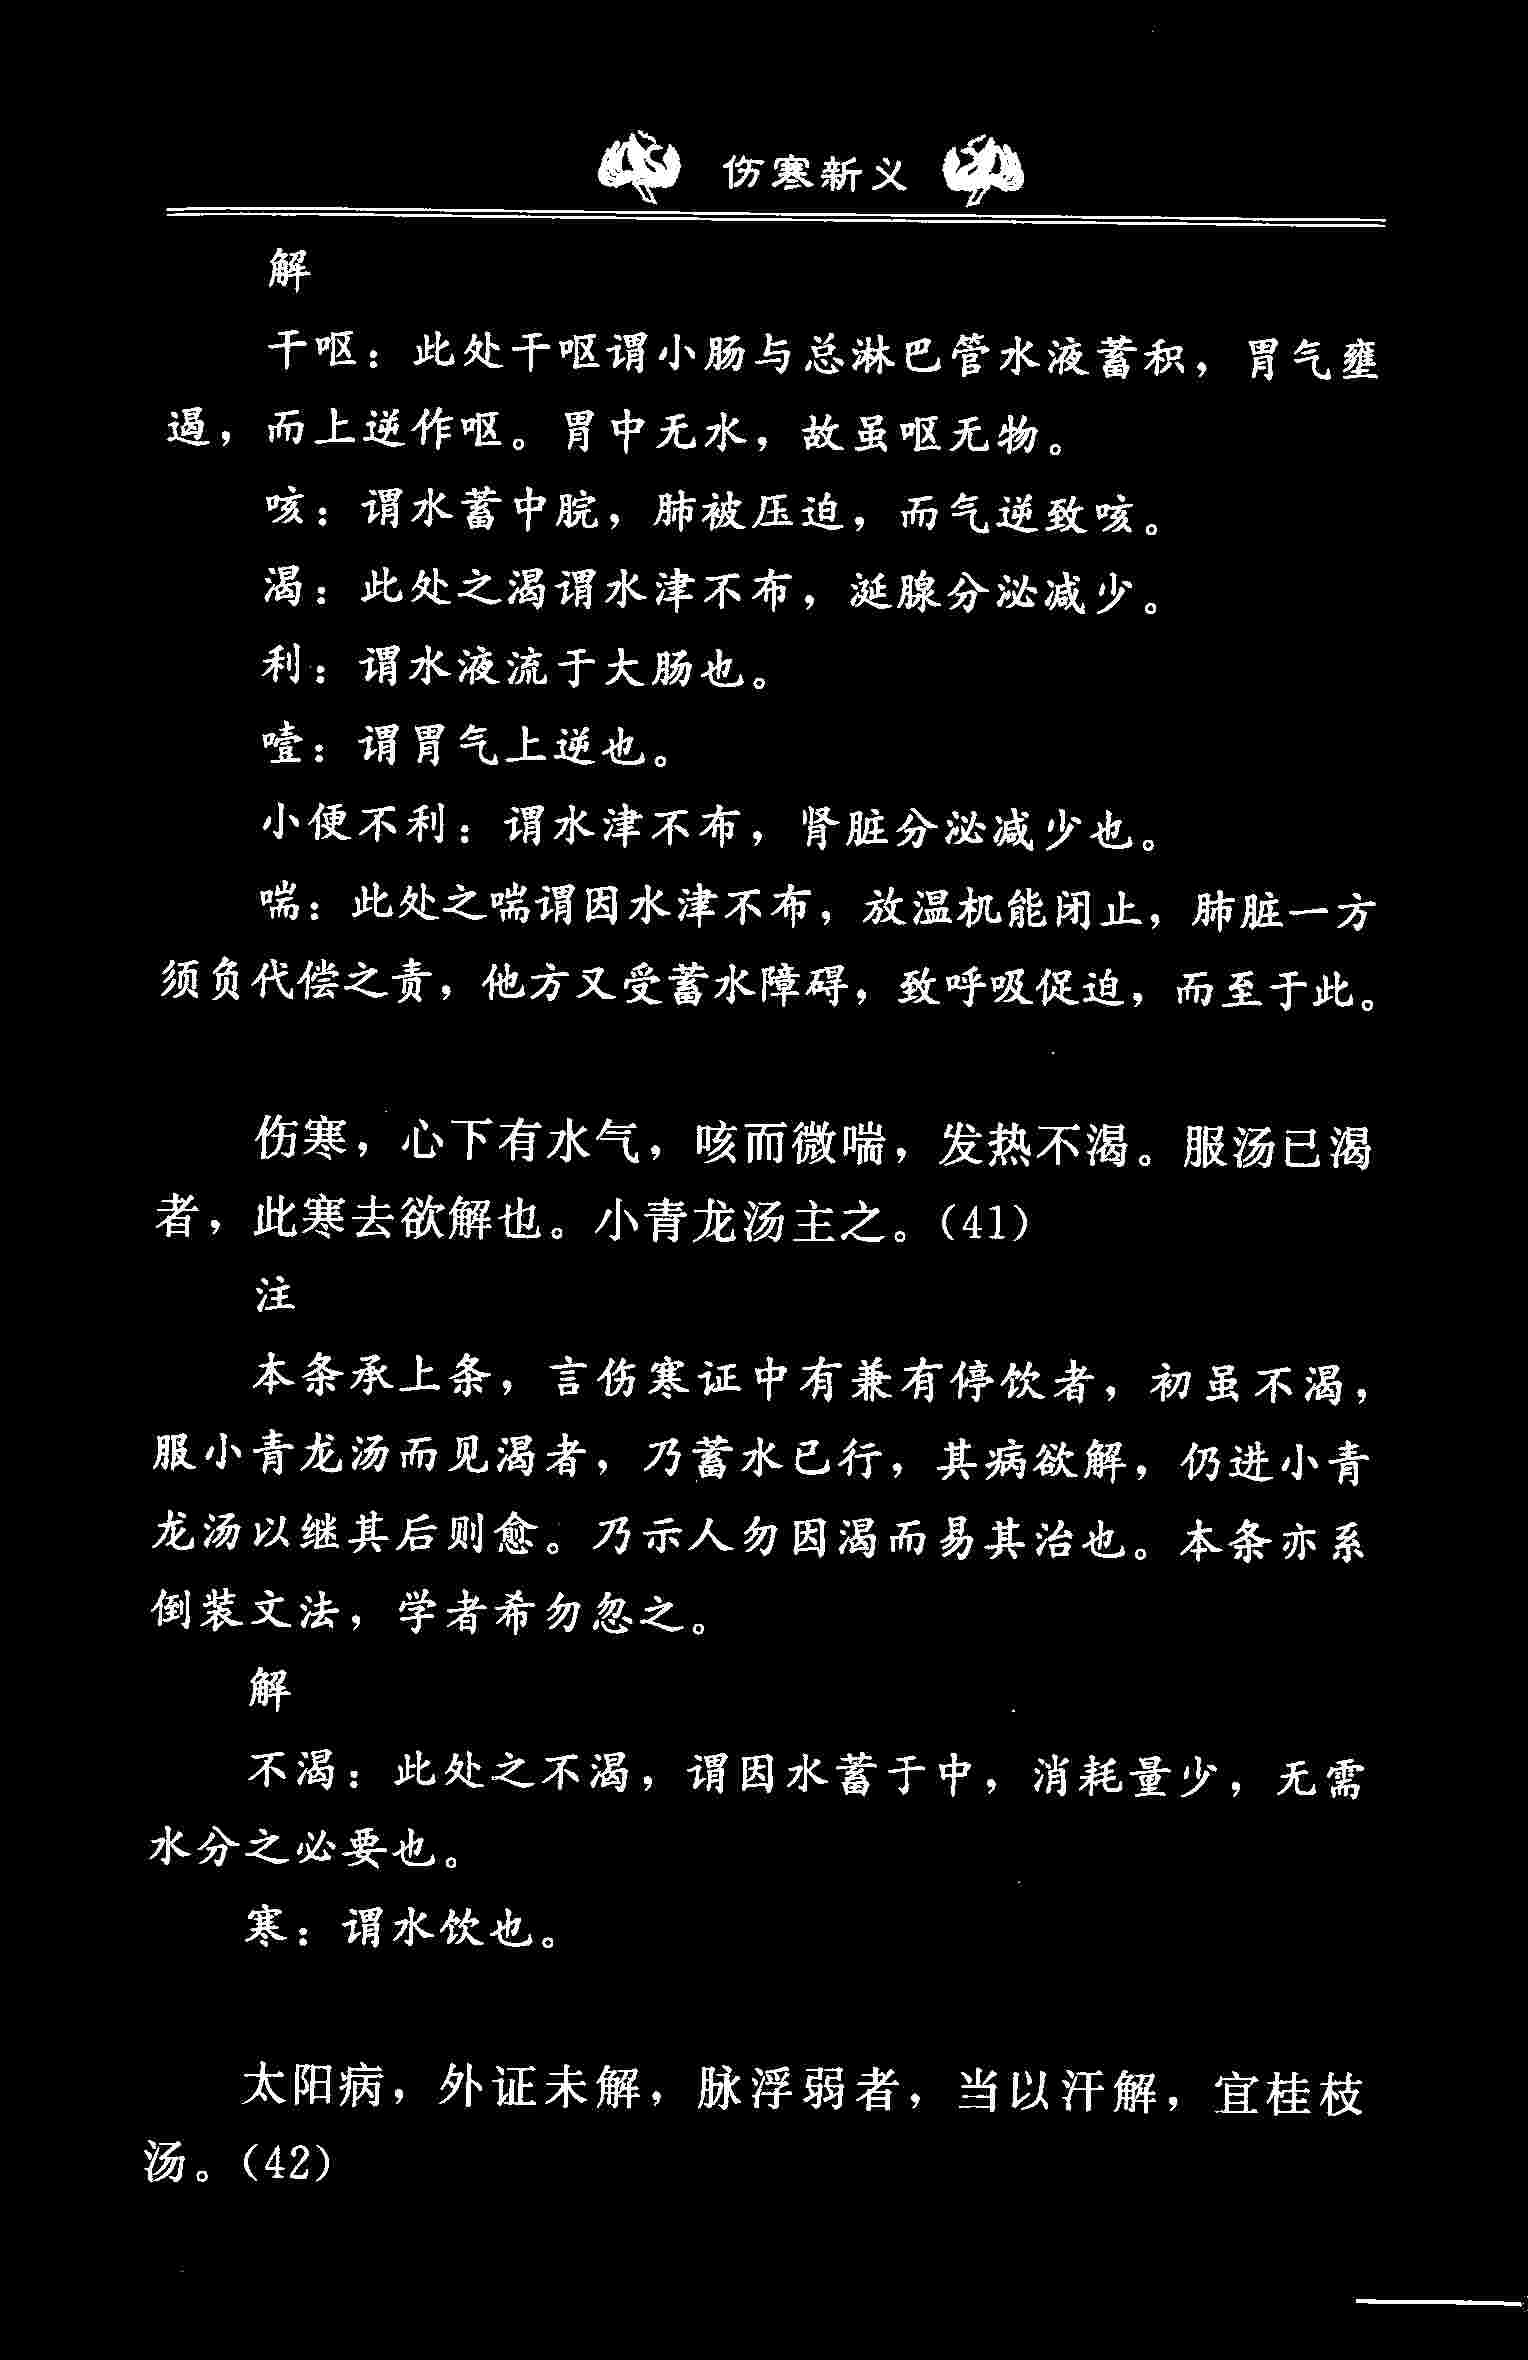 伤寒新义
解
干呕：此处干呕谓小肠与总淋巴管水液蓄积，胃气壅
遏，而上逆作呕。胃中无水，故虽呕无物。
咳：谓水蓄中脘，肺被压迫，而气逆致咳。
渴：此处之渴谓水津不布，涎腺分泌减少。
利：谓水液流于大肠也。
噎：谓胃气上逆也。
小便不利：谓水津不布，肾脏分泌减少也。
喘：此处之喘谓因水津不布，放温机能闭止，肺脏一方
须负代偿之责，他方又受蓄水障碍，致呼吸促迫，而至于此。
伤寒，心下有水气，咳而微喘，发热不渴。服汤已渴
者，此寒去欲解也。小青龙汤主之。(41)
注
本条承上条，言伤寒证中有兼有停饮者，初虽不渴，
服小青龙汤而见渴者，乃蓄水已行，其病欲解，仍进小青
龙汤以继其后则愈。乃示人勿因渴而易其治也。本条亦系
倒装文法，学者希勿忽之。
解
不渴：此处之不渴，谓因水蓄于中，消耗量少，无需
水分之必要也。
寒：谓水饮也。
太阳病，外证未解，脉浮弱者，当以汗解，宜桂枝
汤。(42)